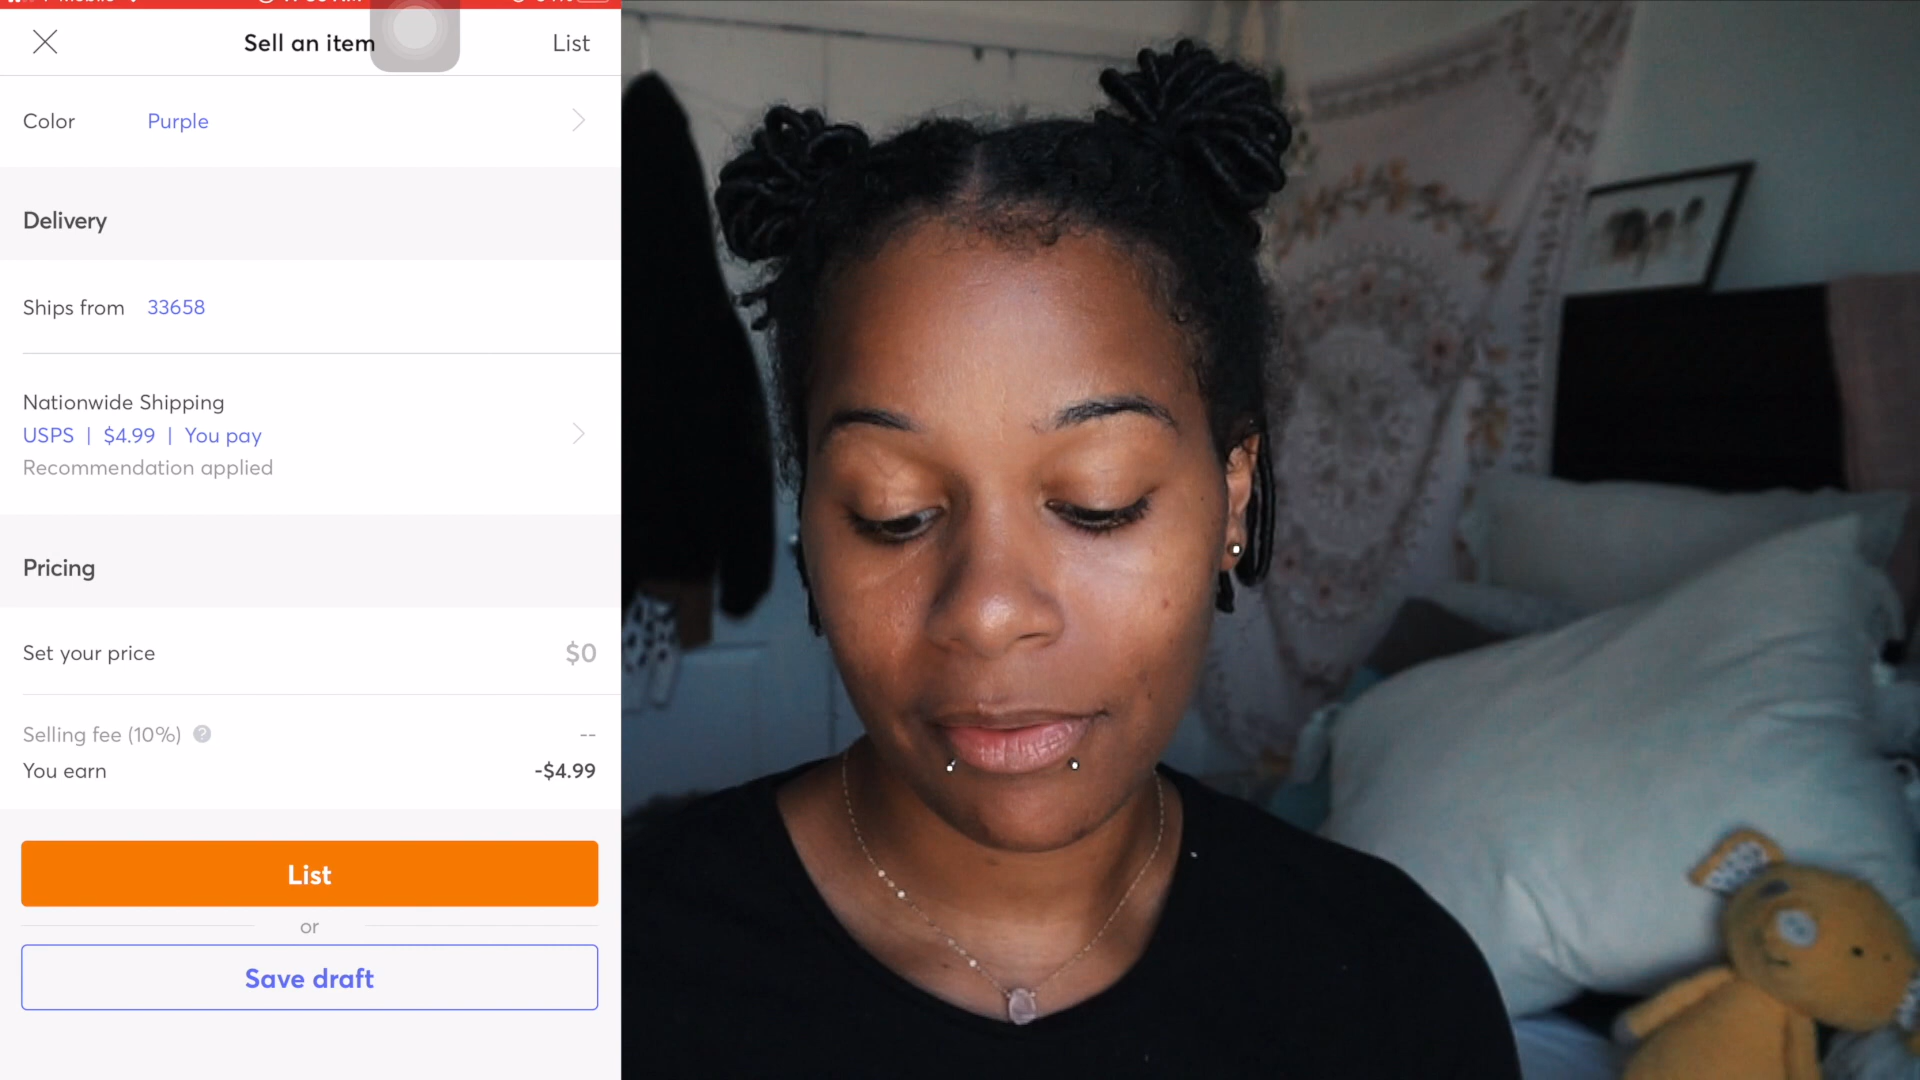 Sell an item
List
Color Purple
Delivery
Ships from 33658
Nationwide Shipping
USPS | $4.99 | You pay
Recommendation applied
Pricing
Set your price $0
Selling fee (10%) ? --
You earn -$4.99
List
or
Save draft